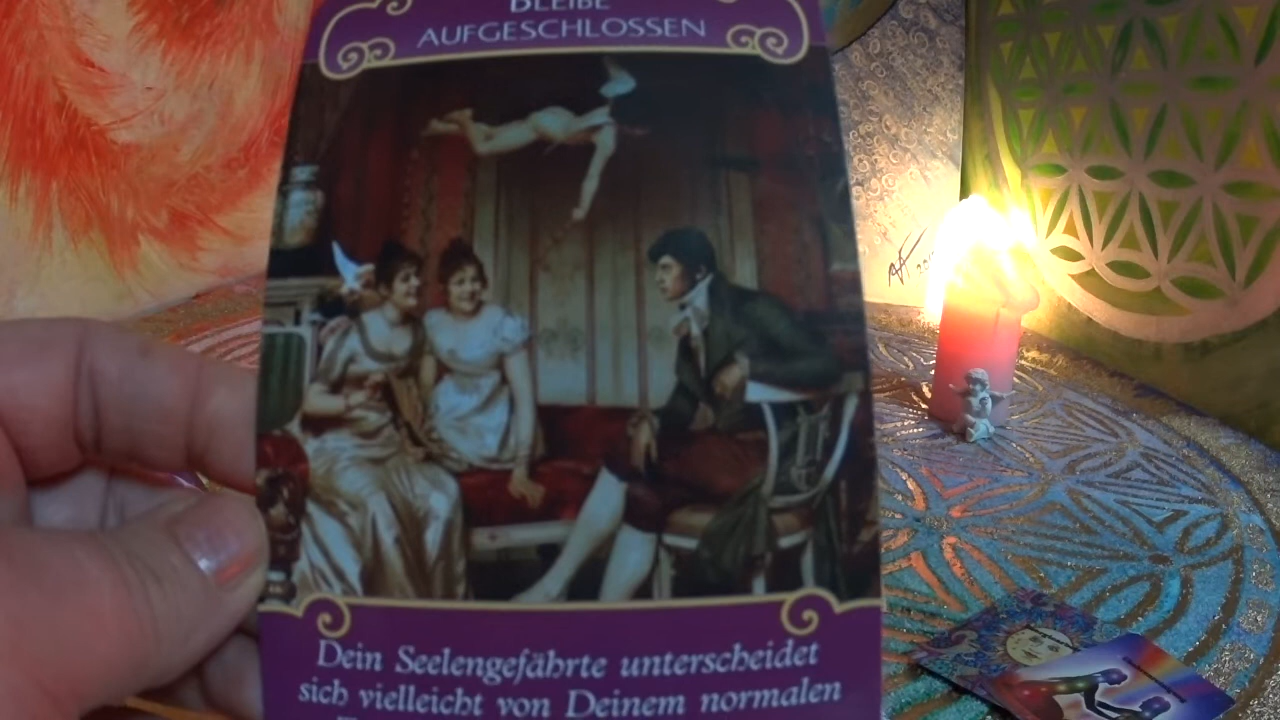 BLEIBE
AUFGESCHLOSSEN
Dein Seelengefährte unterscheidet
sich vielleicht von Deinem normalen